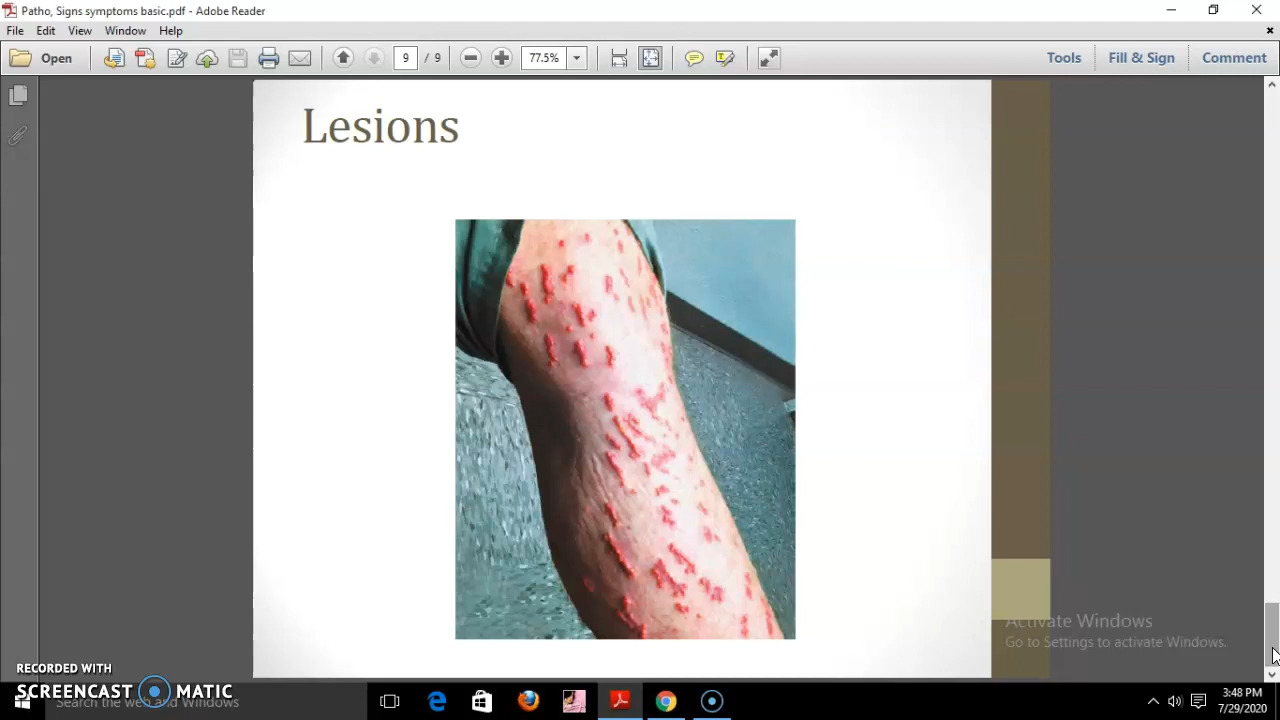 Patho, Signs symptoms basic.pdf - Adobe Reader
File Edit View Window Help
Open 9 / 9 77.5% Tools Fill & Sign Comment
Lesions
Activate Windows
Go to Settings to activate Windows.
RECORDED WITH
SCREENCAST MATIC
Search the web and Windows
3:48 PM
7/29/2020